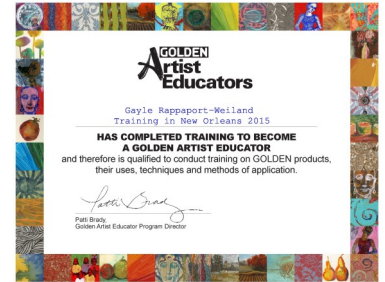 GOLDEN
Artist
Educators
Gayle Rappaport-Weiland
Training in New Orleans 2015
HAS COMPLETED TRAINING TO BECOME
A GOLDEN ARTIST EDUCATOR
and therefore is qualified to conduct training on GOLDEN products,
their uses, techniques and methods of application.
Patti Brady
Patti Brady,
Golden Artist Educator Program Director